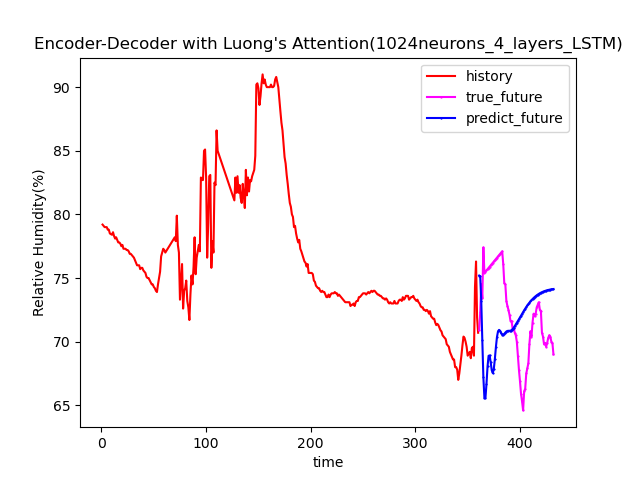 Encoder-Decoder with Luong's Attention(1024neurons_4_layers_LSTM)
history
true_future
predict_future
Relative Humidity(%)
90
85
80
75
70
65
0 100 200 300 400
time